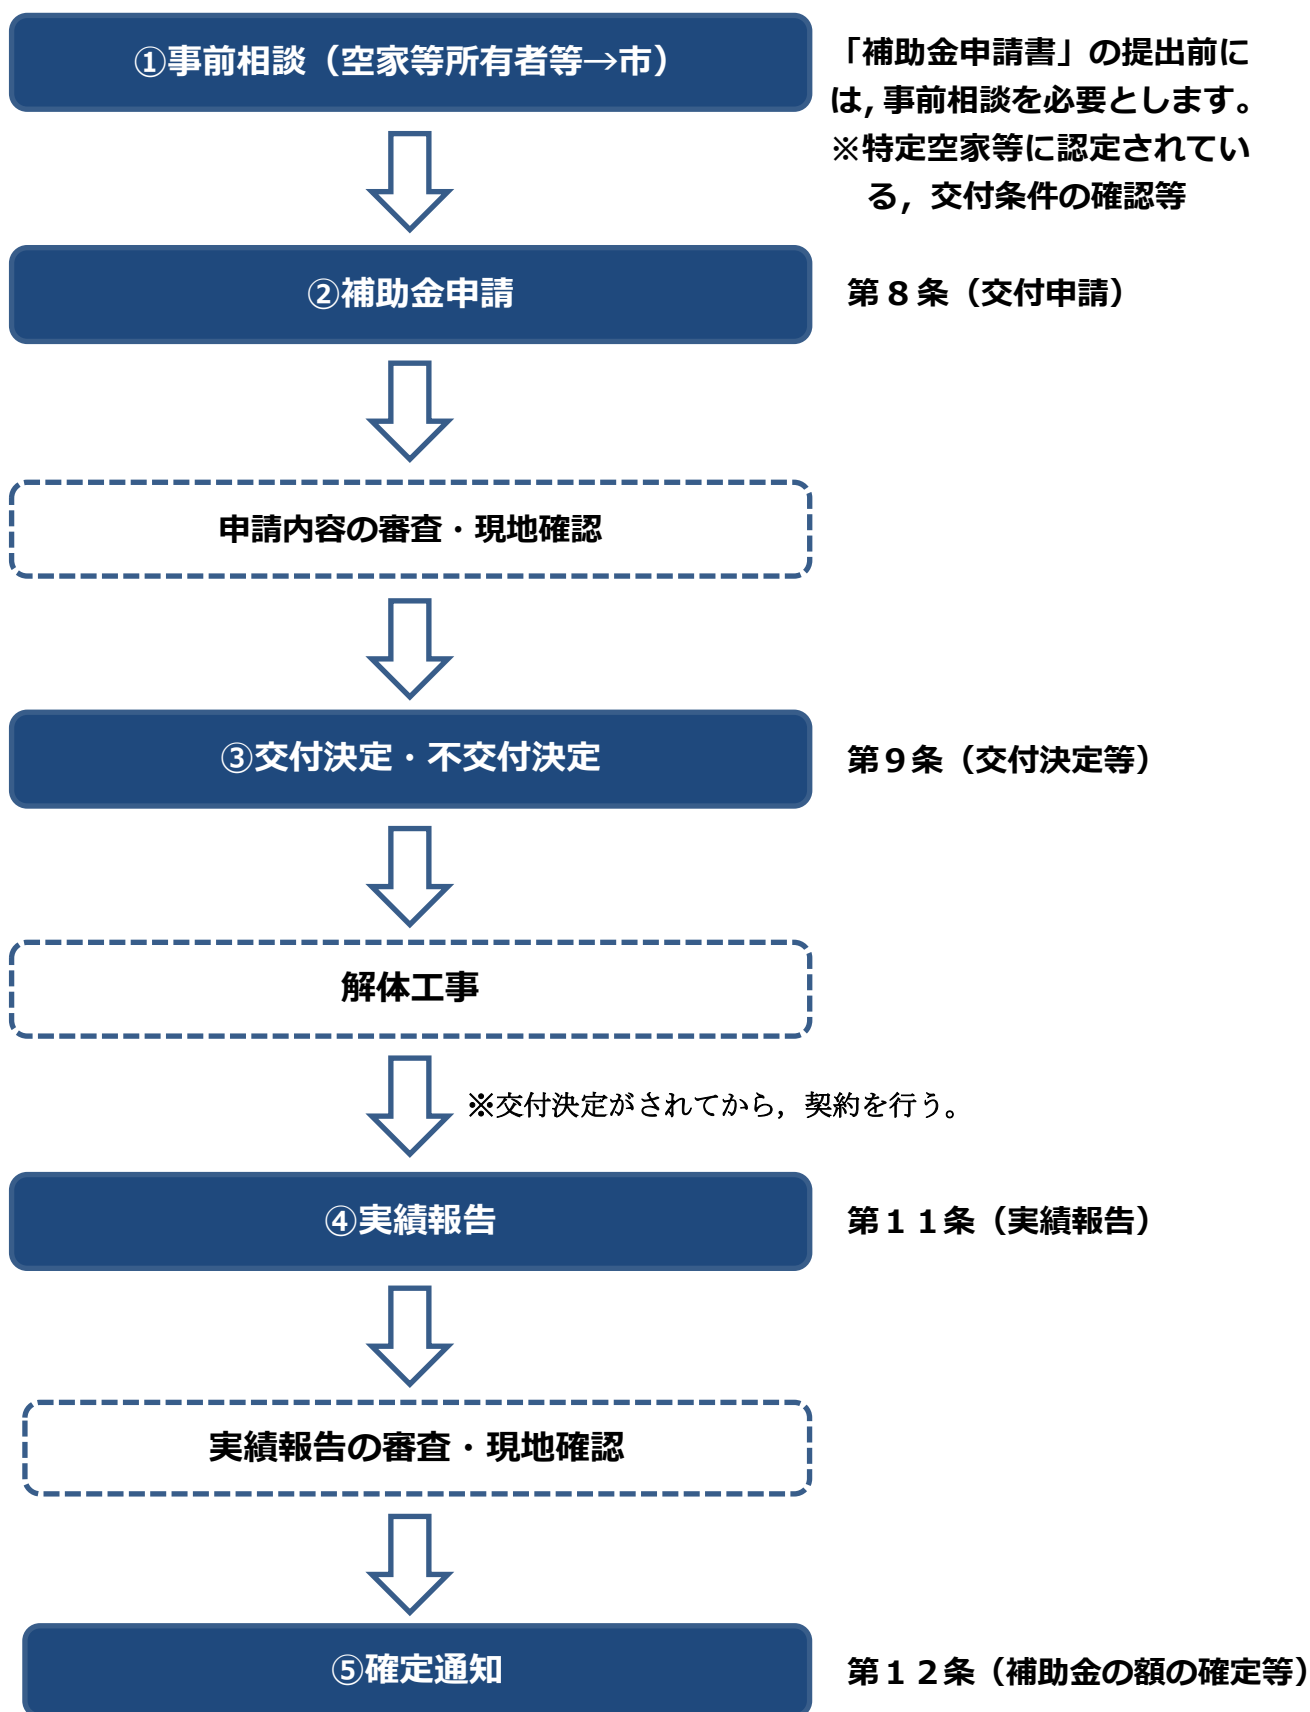 ①事前相談（空家等所有者等→市）
「補助金申請書」の提出前に
は，事前相談を必要とします。
※特定空家等に認定されてい
る，交付条件の確認等
②補助金申請
第８条（交付申請）
申請内容の審査・現地確認
③交付決定・不交付決定
第９条（交付決定等）
解体工事
※交付決定がされてから，契約を行う。
④実績報告
第１１条（実績報告）
実績報告の審査・現地確認
⑤確定通知
第１２条（補助金の額の確定等）